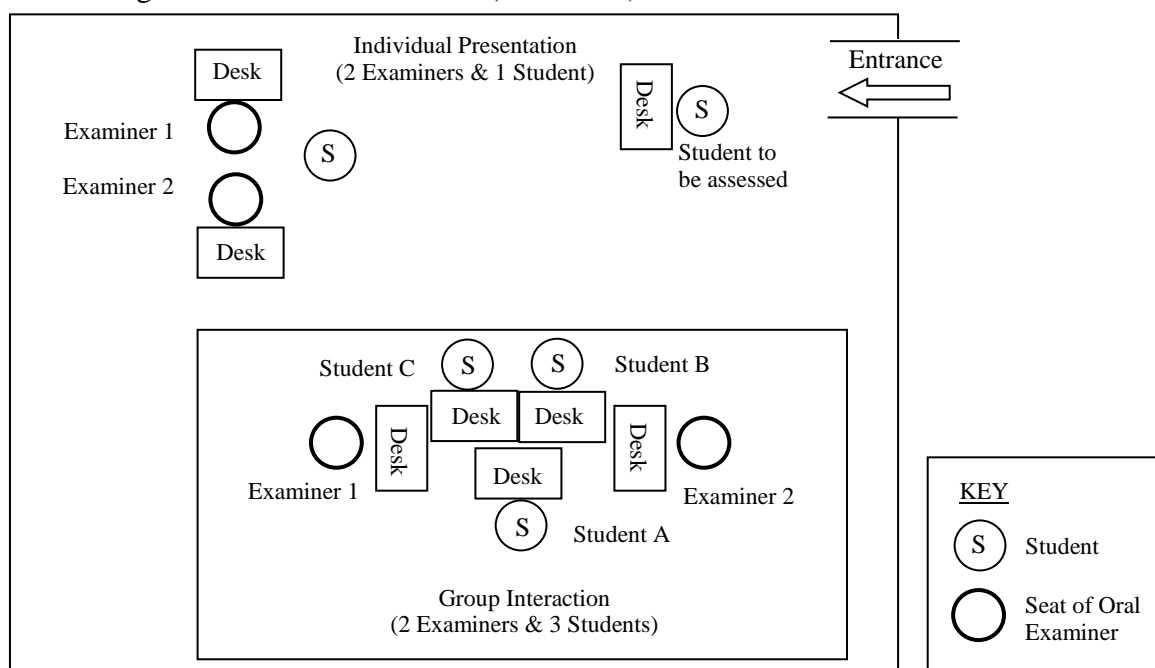 Individual Presentation
(2 Examiners & 1 Student)
Entrance
Desk
Desk
Examiner 1
S
S
Student to
be assessed
Examiner 2
Desk
Student C
S
S
Student B
Desk
Desk
Desk
Desk
Examiner 1
Desk
Examiner 2
S
Student A
Group Interaction
(2 Examiners & 3 Students)
KEY
S
Student
Seat of Oral
Examiner